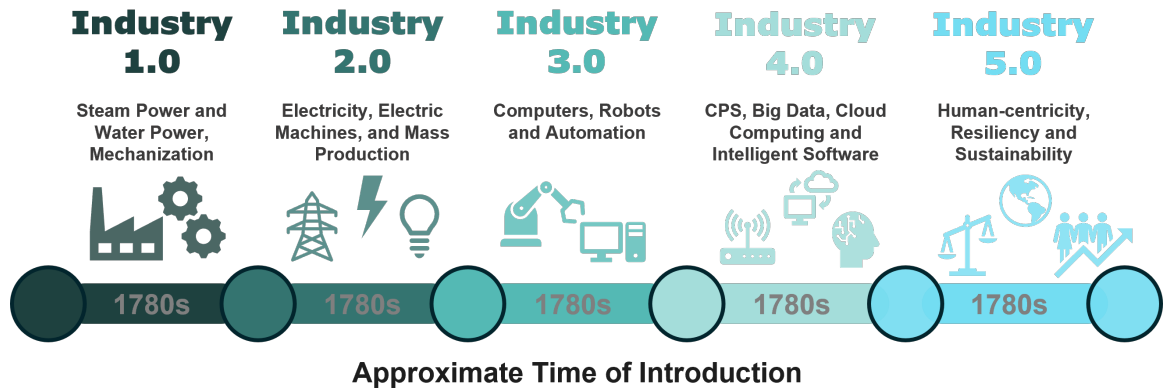 Industry
1.0
Industry
2.0
Industry
3.0
Industry
4.0
Industry
5.0
Steam Power and
Water Power,
Mechanization
Electricity, Electric
Machines, and Mass
Production
Computers, Robots
and Automation
CPS, Big Data, Cloud
Computing and
Intelligent Software
Human-centricity,
Resiliency and
Sustainability
1780s
1780s
1780s
1780s
1780s
Approximate Time of Introduction